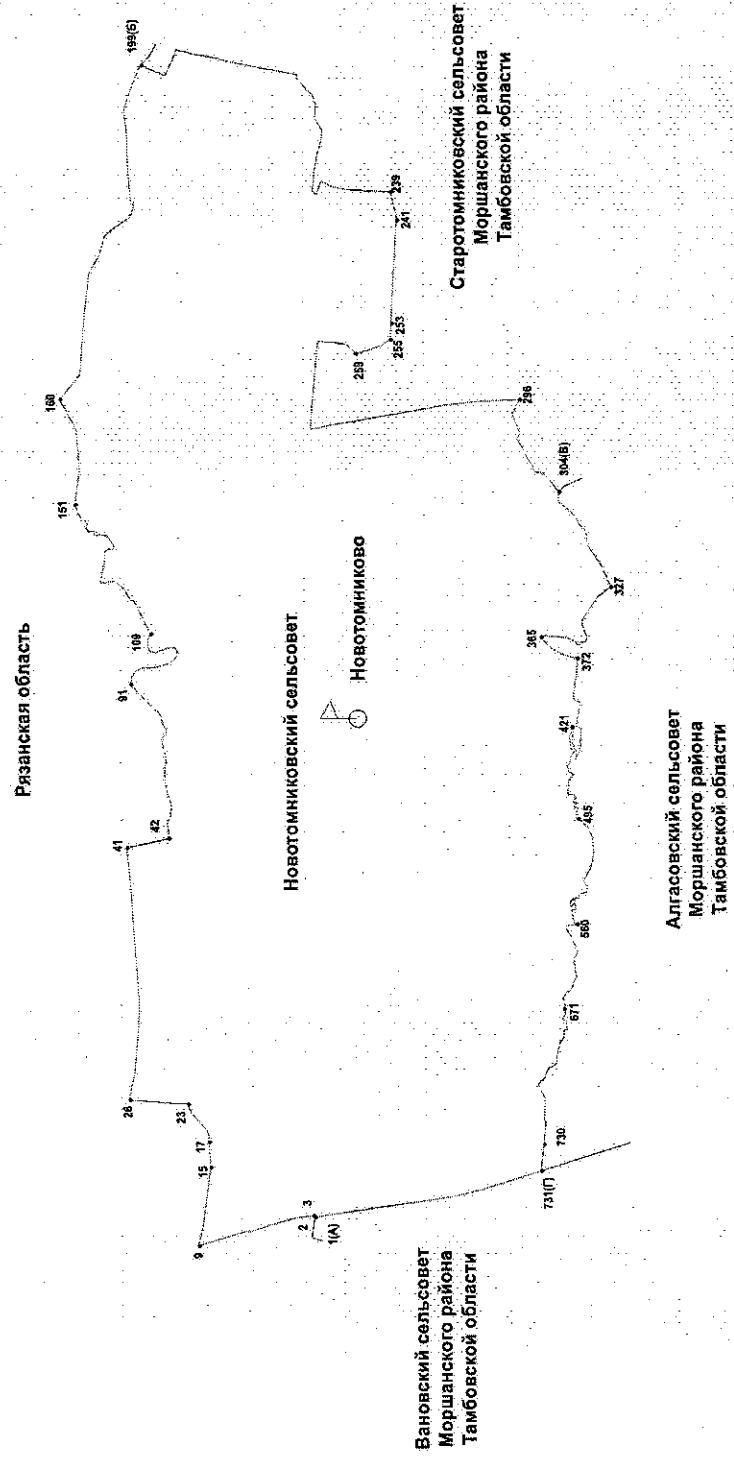 Рязанская область
199(Б)
160
151
109
91
41
42
26
23
17
15
9
2
3
1(А)
Новотомниковский сельсовет
Новотомниково
239
241
253
255
259
Старотомниковский сельсовет
Моршанского района
Тамбовской области
296
304(В)
327
365
372
421
495
560
671
730
731(Г)
Вановский сельсовет
Моршанского района
Тамбовской области
Алгасовский сельсовет
Моршанского района
Тамбовской области